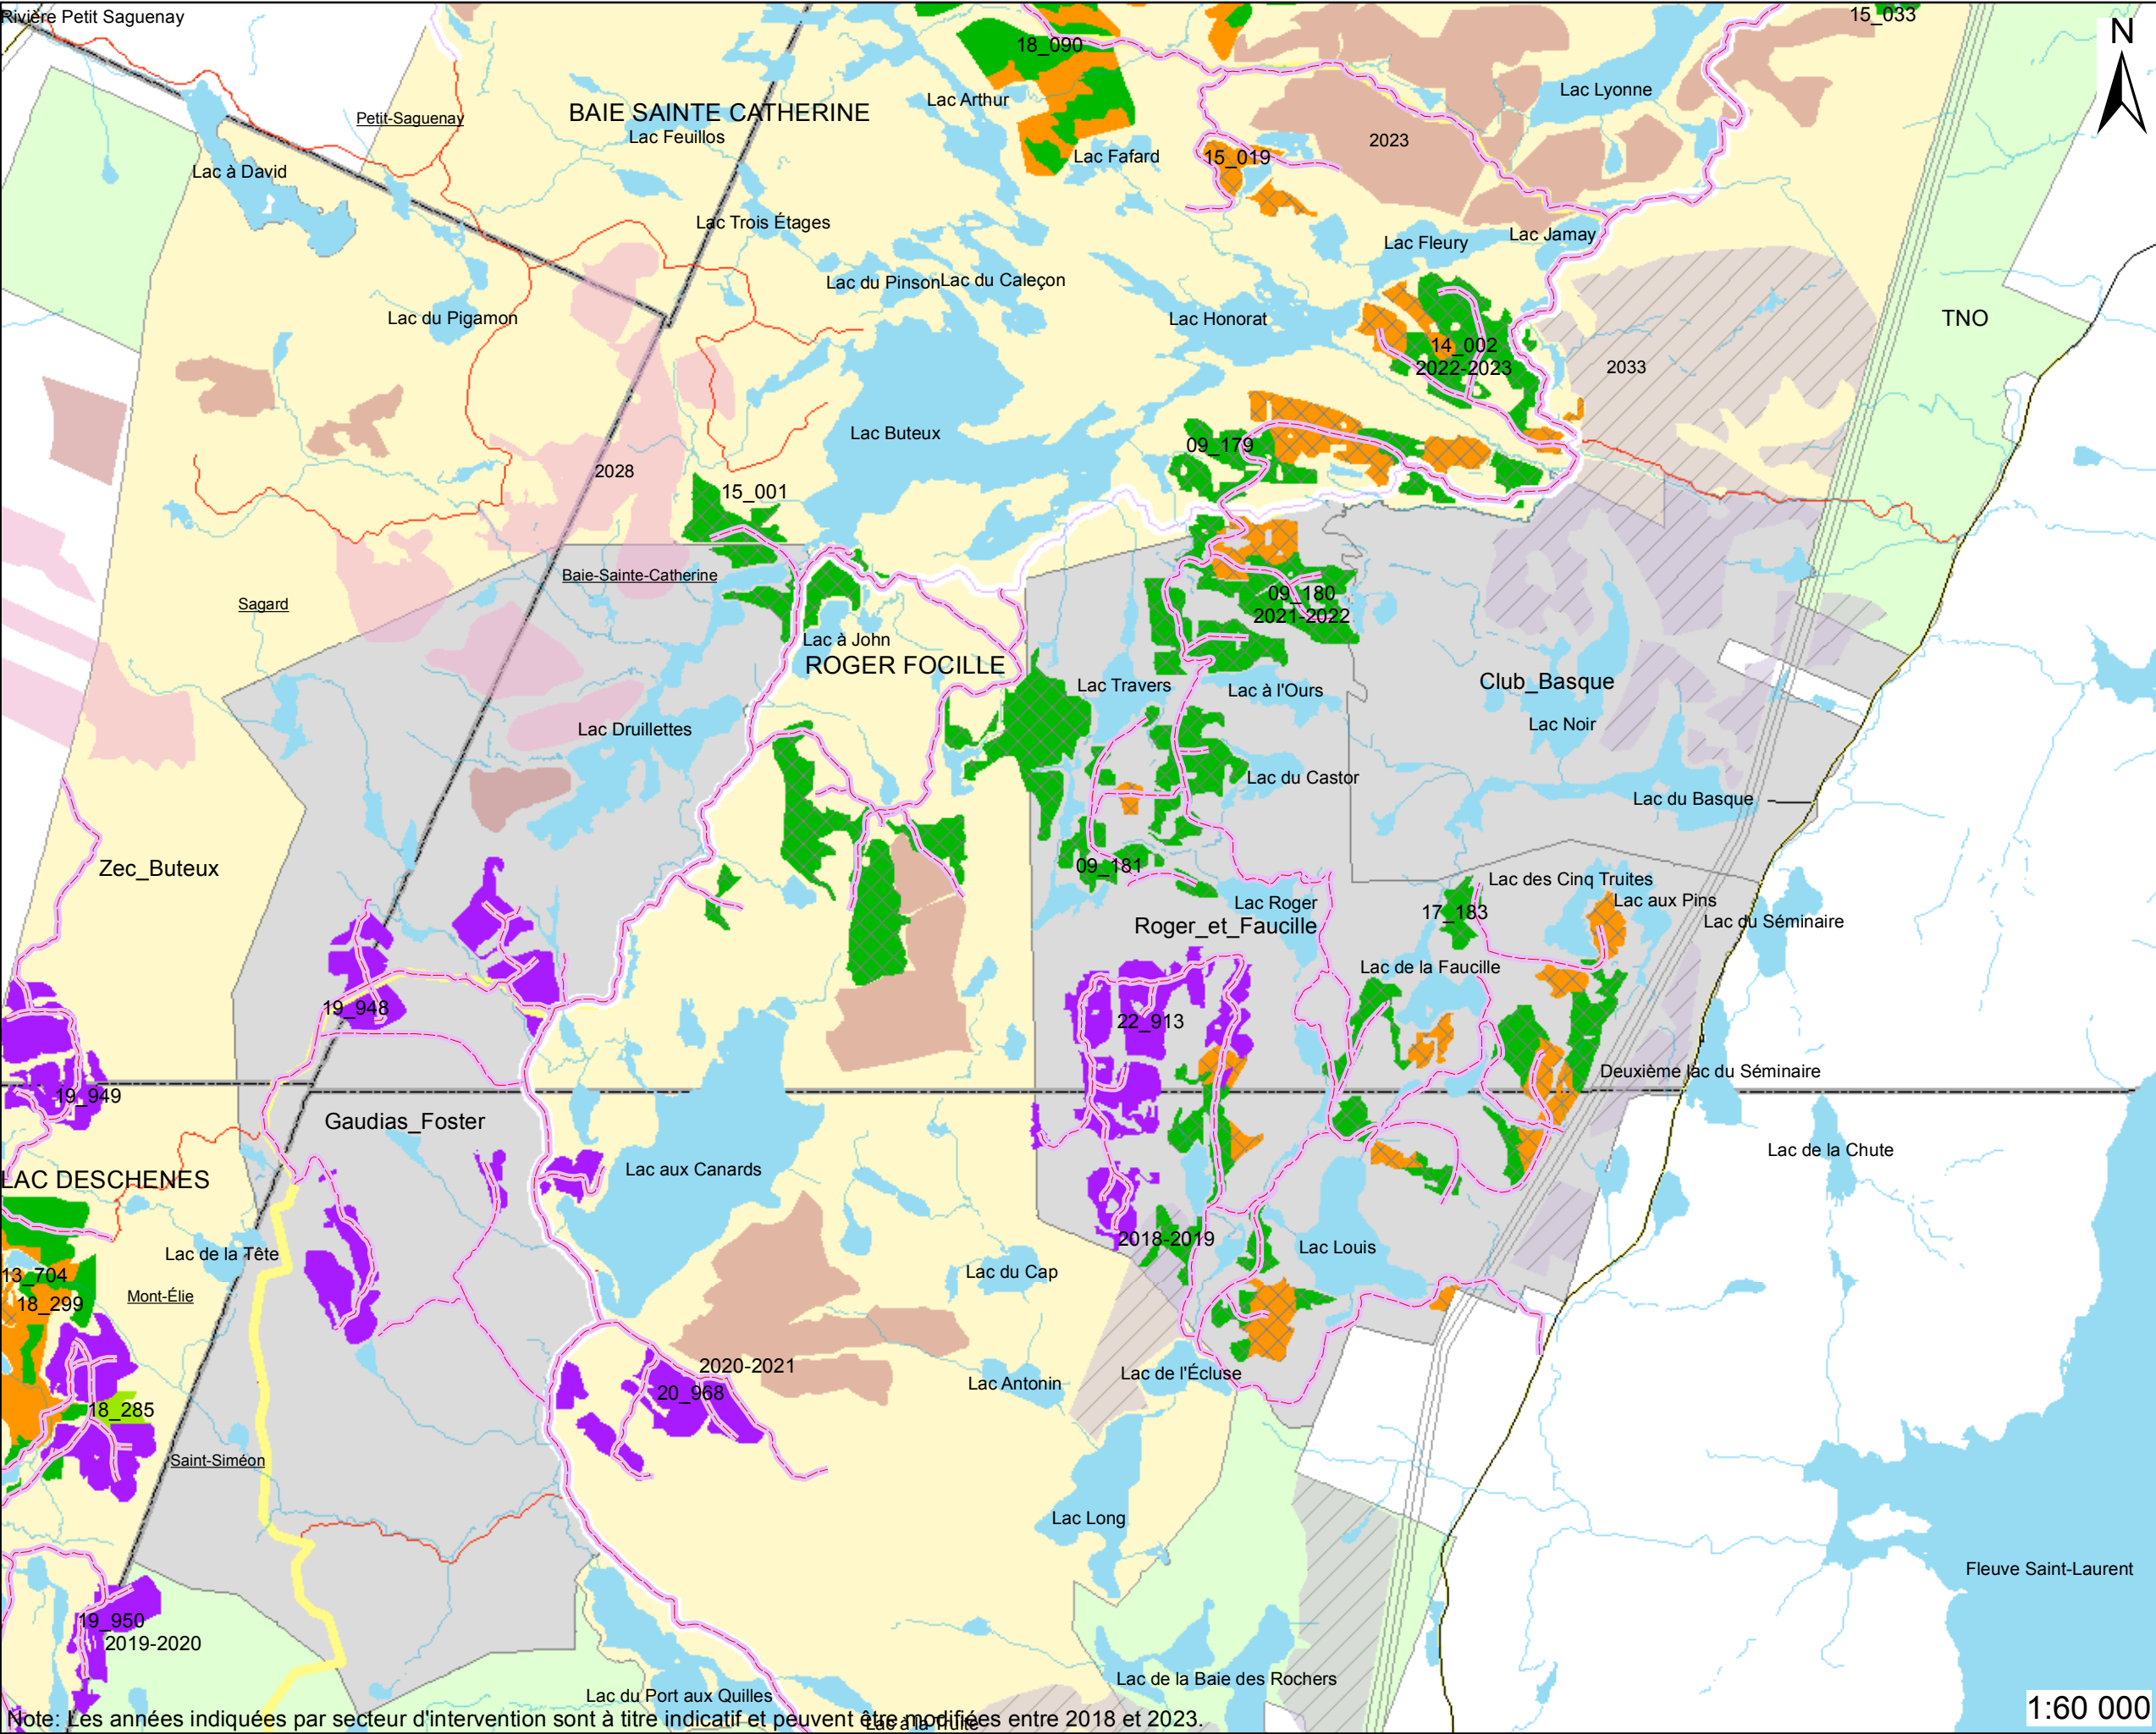 Rivière Petit Saguenay
15_033
18_090
N
Lac Arthur
Lac Lyonne
BAIE SAINTE CATHERINE
Petit-Saguenay
Lac Feuillos
2023
Lac Fafard
15_019
Lac à David
Lac Trois Étages
Lac Jamay
Lac Fleury
Lac du Pinson
Lac du Caleçon
Lac du Pigamon
Lac Honorat
TNO
14_002
2022-2023
2033
Lac Buteux
09_179
2028
15_001
Baie-Sainte-Catherine
09_180
2021-2022
Sagard
Lac à John
ROGER FOCILLE
Lac Travers
Lac à l'Ours
Club_Basque
Lac Druillettes
Lac Noir
Lac du Castor
Lac du Basque
Zec_Buteux
09_181
Lac des Cinq Truites
Lac Roger
17_183
Lac aux Pins
Lac du Séminaire
Roger_et_Faucille
Lac de la Faucille
19_948
22_913
Deuxième lac du Séminaire
19_949
Gaudias_Foster
Lac aux Canards
Lac de la Chute
LAC DESCHENES
Lac de la Tête
2018-2019
Lac Louis
Lac du Cap
13_704
Mont-Élie
18_299
2020-2021
Lac de l'Écluse
Lac Antonin
20_968
18_285
Saint-Siméon
Lac Long
Fleuve Saint-Laurent
19_950
2019-2020
Lac de la Baie des Rochers
Lac du Port aux Quilles
1:60 000
Note: Les années indiquées par secteur d'intervention sont à titre indicatif et peuvent être modifiées entre 2018 et 2023.
Lac à la Truite